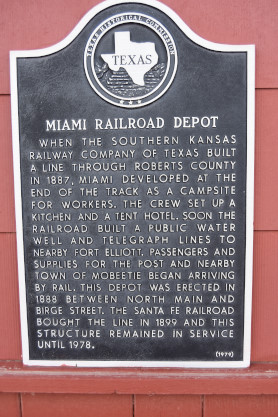 TEXAS HISTORICAL COMMISSION
TEXAS
MIAMI RAILROAD DEPOT
WHEN THE SOUTHERN KANSAS
RAILWAY COMPANY OF TEXAS BUILT
A LINE THROUGH ROBERTS COUNTY
IN 1887, MIAMI DEVELOPED AT THE
END OF THE TRACK AS A CAMPSITE
FOR WORKERS. THE CREW SET UP A
KITCHEN AND A TENT HOTEL. SOON THE
RAILROAD BUILT A PUBLIC WATER
WELL AND TELEGRAPH LINES TO
NEARBY FORT ELLIOTT. PASSENGERS AND
SUPPLIES FOR THE POST AND NEARBY
TOWN OF MOBEETIE BEGAN ARRIVING
BY RAIL. THIS DEPOT WAS ERECTED IN
1888 BETWEEN NORTH MAIN AND
BIRGE STREET. THE SANTA FE RAILROAD
BOUGHT THE LINE IN 1899 AND THIS
STRUCTURE REMAINED IN SERVICE
UNTIL 1978.
(1979)